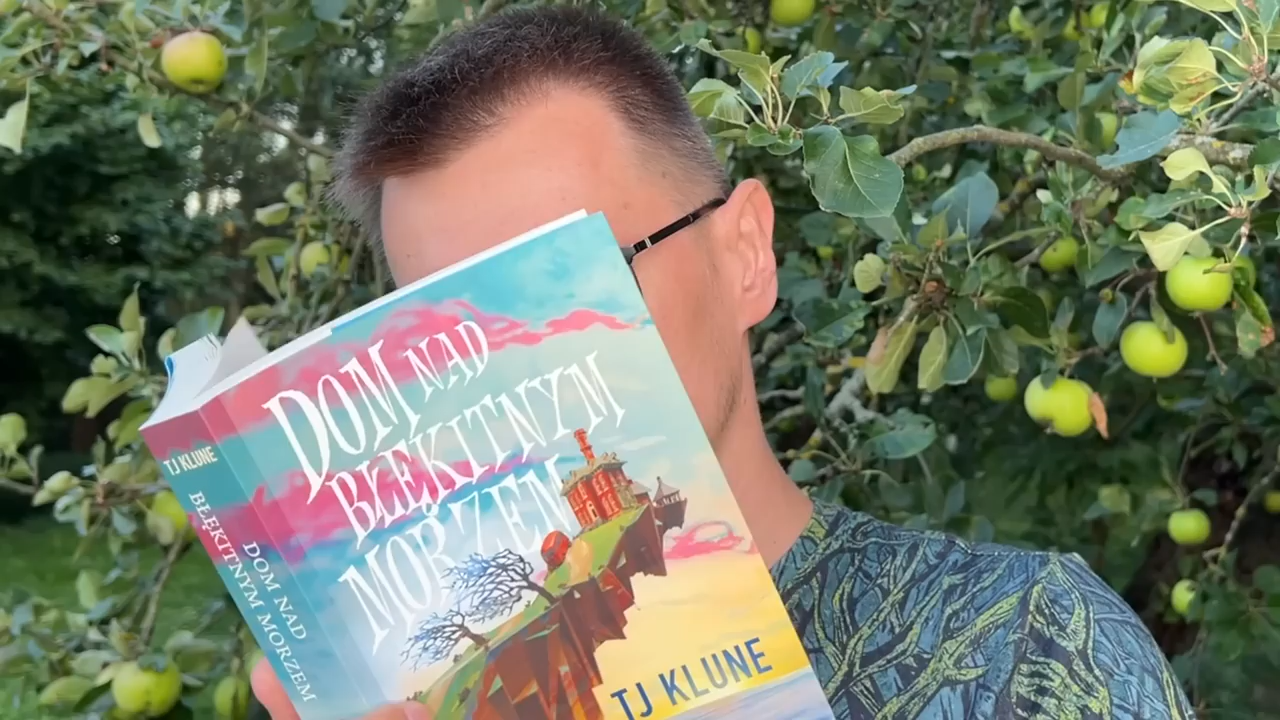 DOM NAD
BŁĘKITNYM
MORZEM
TJ KLUNE
TJ KLUNE
DOM NAD
BŁĘKITNYM MORZEM